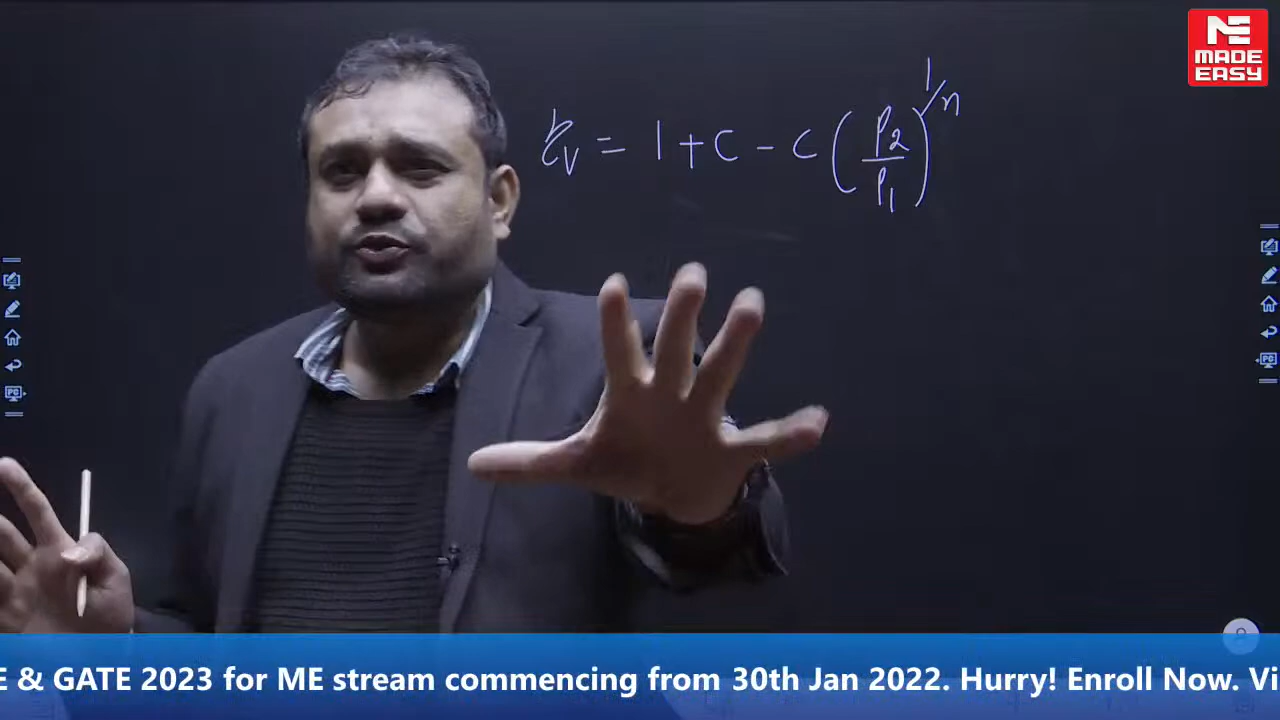 MADE
EASY
η_v = 1 + c - c (P2/P1)^1/n
E & GATE 2023 for ME stream commencing from 30th Jan 2022. Hurry! Enroll Now. Vi